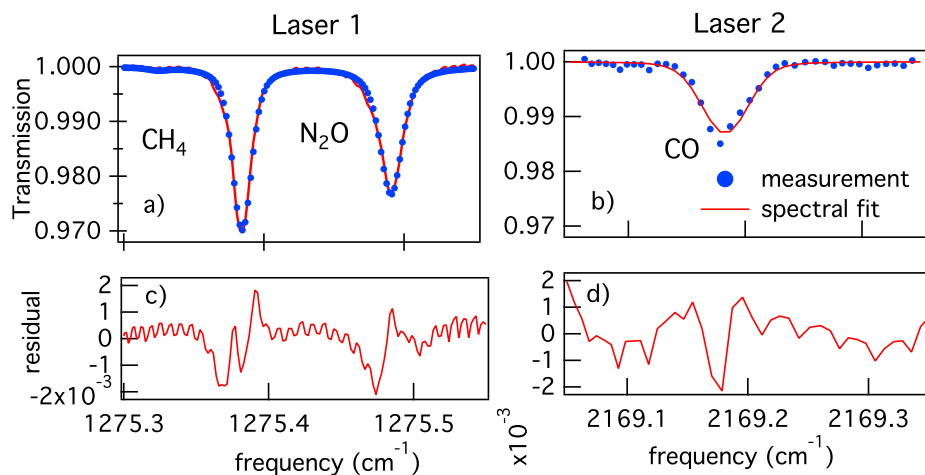 Laser 1
Laser 2
Transmission
1.000
0.990
0.980
0.970
CH4
N2O
a)
1.00
0.99
0.98
0.97
CO
measurement
spectral fit
b)
residual
2
1
0
-1
-2x10-3
c)
1275.3
1275.4
1275.5
frequency (cm-1)
x10-3
2
1
0
-1
-2
d)
2169.1
2169.2
2169.3
frequency (cm-1)